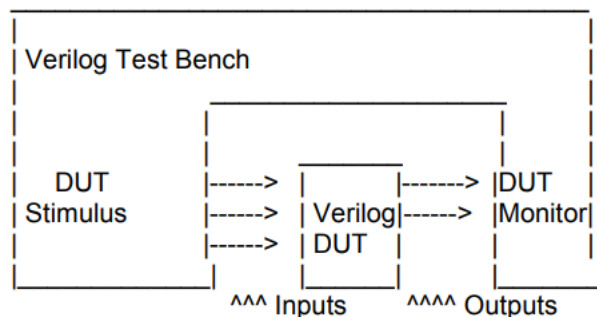 Verilog Test Bench
DUT ------> -------> DUT
Stimulus ------> Verilog ------> Monitor
------> DUT
^^^ Inputs ^^^^ Outputs